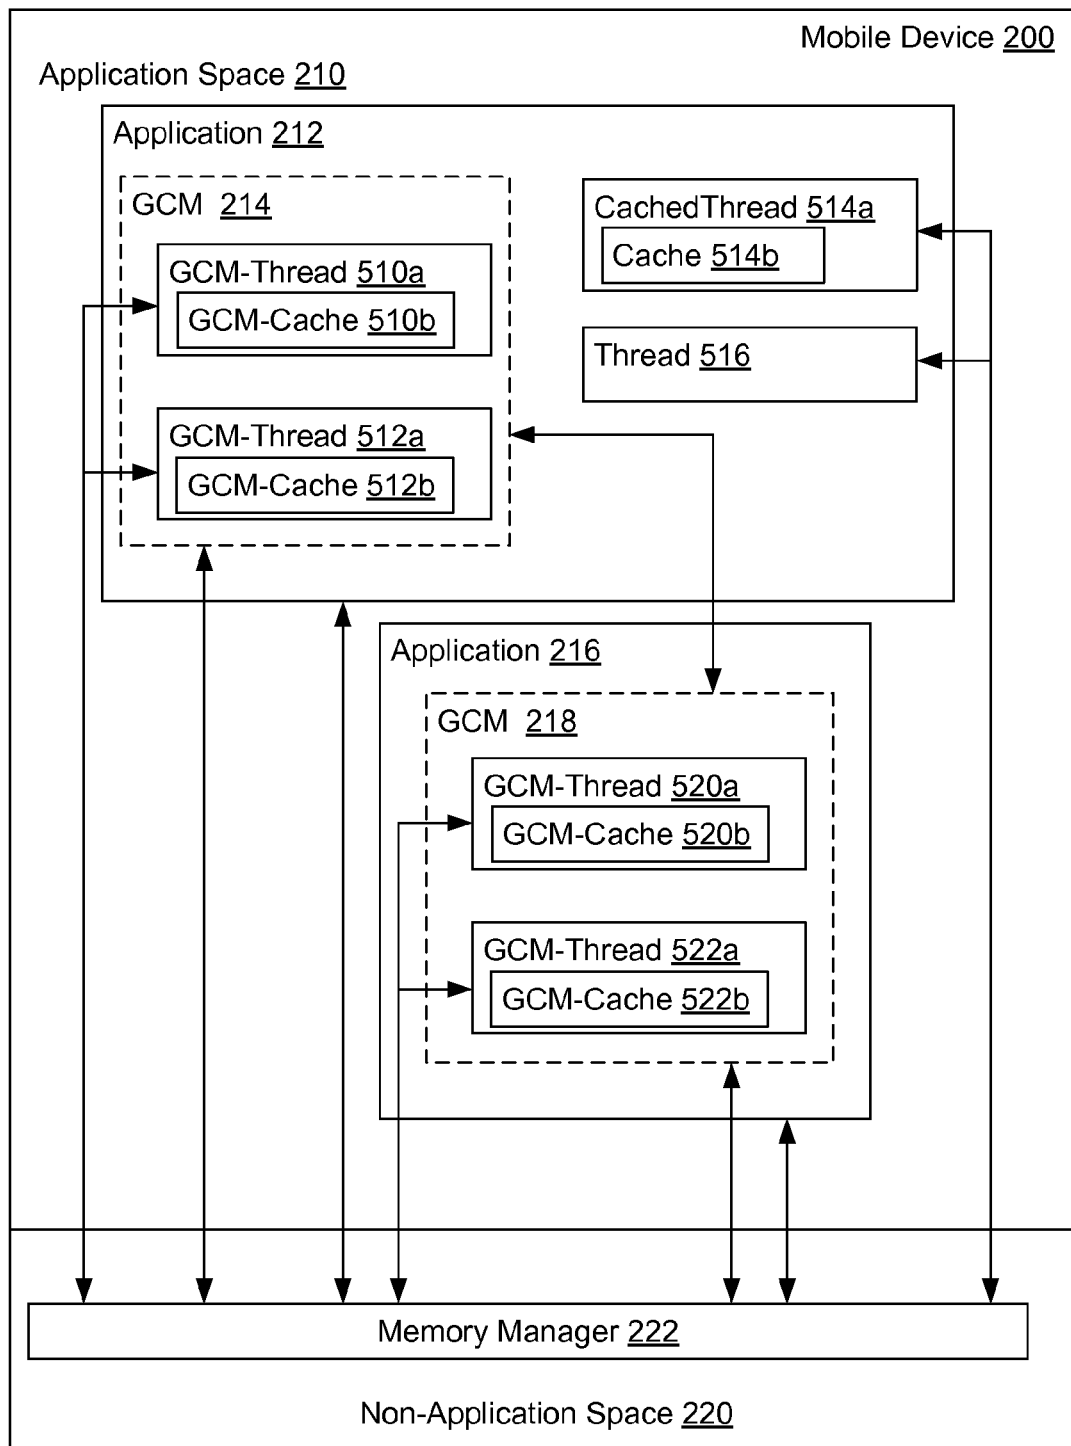 Mobile Device 200
Application Space 210
Application 212
GCM 214
GCM-Thread 510a
GCM-Cache 510b
GCM-Thread 512a
GCM-Cache 512b
CachedThread 514a
Cache 514b
Thread 516
Application 216
GCM 218
GCM-Thread 520a
GCM-Cache 520b
GCM-Thread 522a
GCM-Cache 522b
Memory Manager 222
Non-Application Space 220